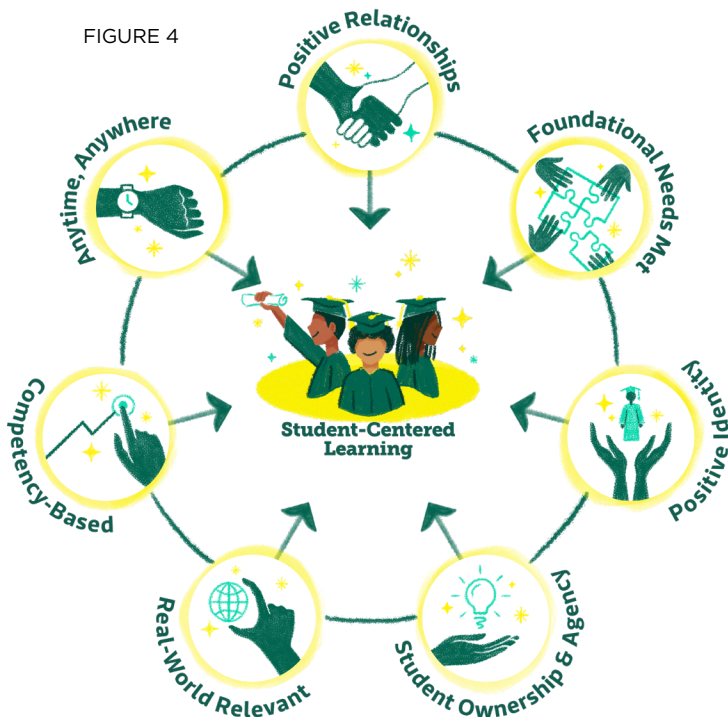 FIGURE 4
Positive Relationships
Foundational Needs Met
Positive Identity
Student Ownership & Agency
Real-World Relevant
Competency-Based
Anytime, Anywhere
Student-Centered
Learning